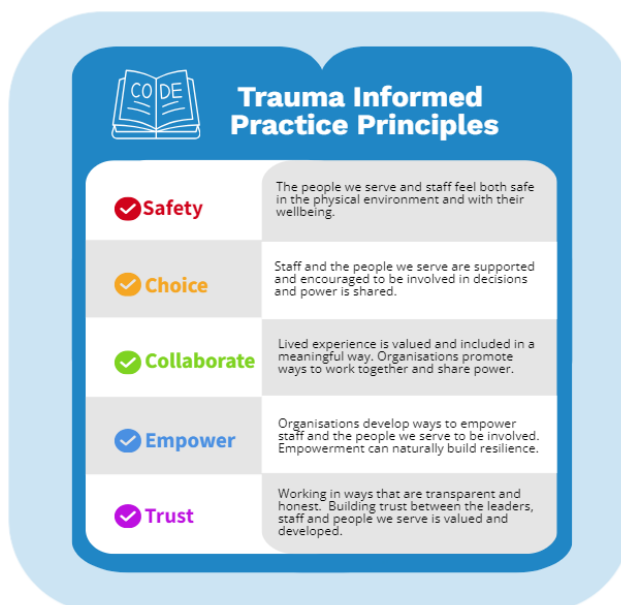 CODE
Trauma Informed
Practice Principles
Safety
The people we serve and staff feel both safe
in the physical environment and with their
wellbeing.
Choice
Staff and the people we serve are supported
and encouraged to be involved in decisions
and power is shared.
Collaborate
Lived experience is valued and included in a
meaningful way. Organisations promote
ways to work together and share power.
Empower
Organisations develop ways to empower
staff and the people we serve to be involved.
Empowerment can naturally build resilience.
Trust
Working in ways that are transparent and
honest.  Building trust between the leaders,
staff and people we serve is valued and
developed.